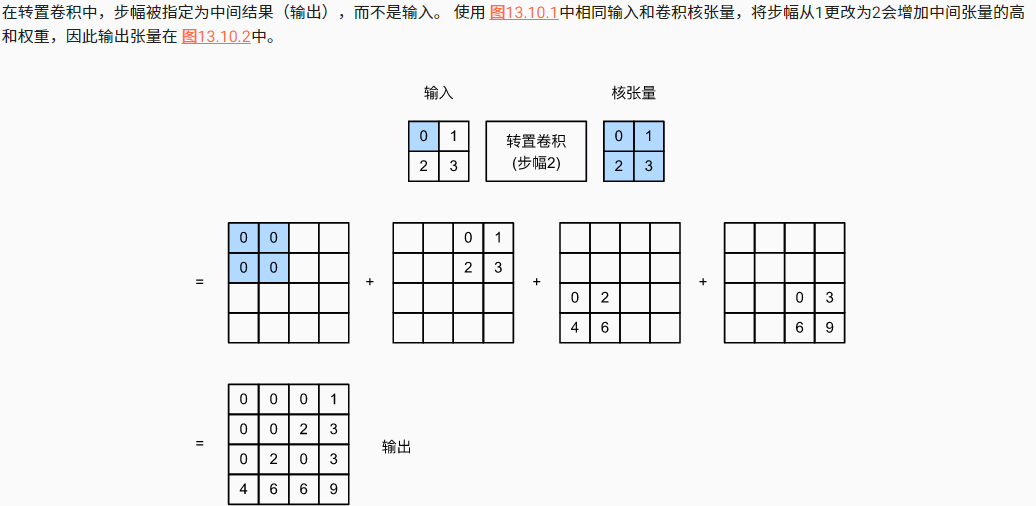 在转置卷积中，步幅被指定为中间结果（输出），而不是输入。 使用 图13.10.1中相同输入和卷积核张量，将步幅从1更改为2会增加中间张量的高
和权重，因此输出张量在 图13.10.2中。
输入 核张量
0 1 转置卷积 0 1
2 3 (步幅2) 2 3
0 0 0 1
0 0 2 3
= + + +
0 2 0 3
4 6 6 9
0 0 0 1
0 0 2 3
= 输出
0 2 0 3
4 6 6 9